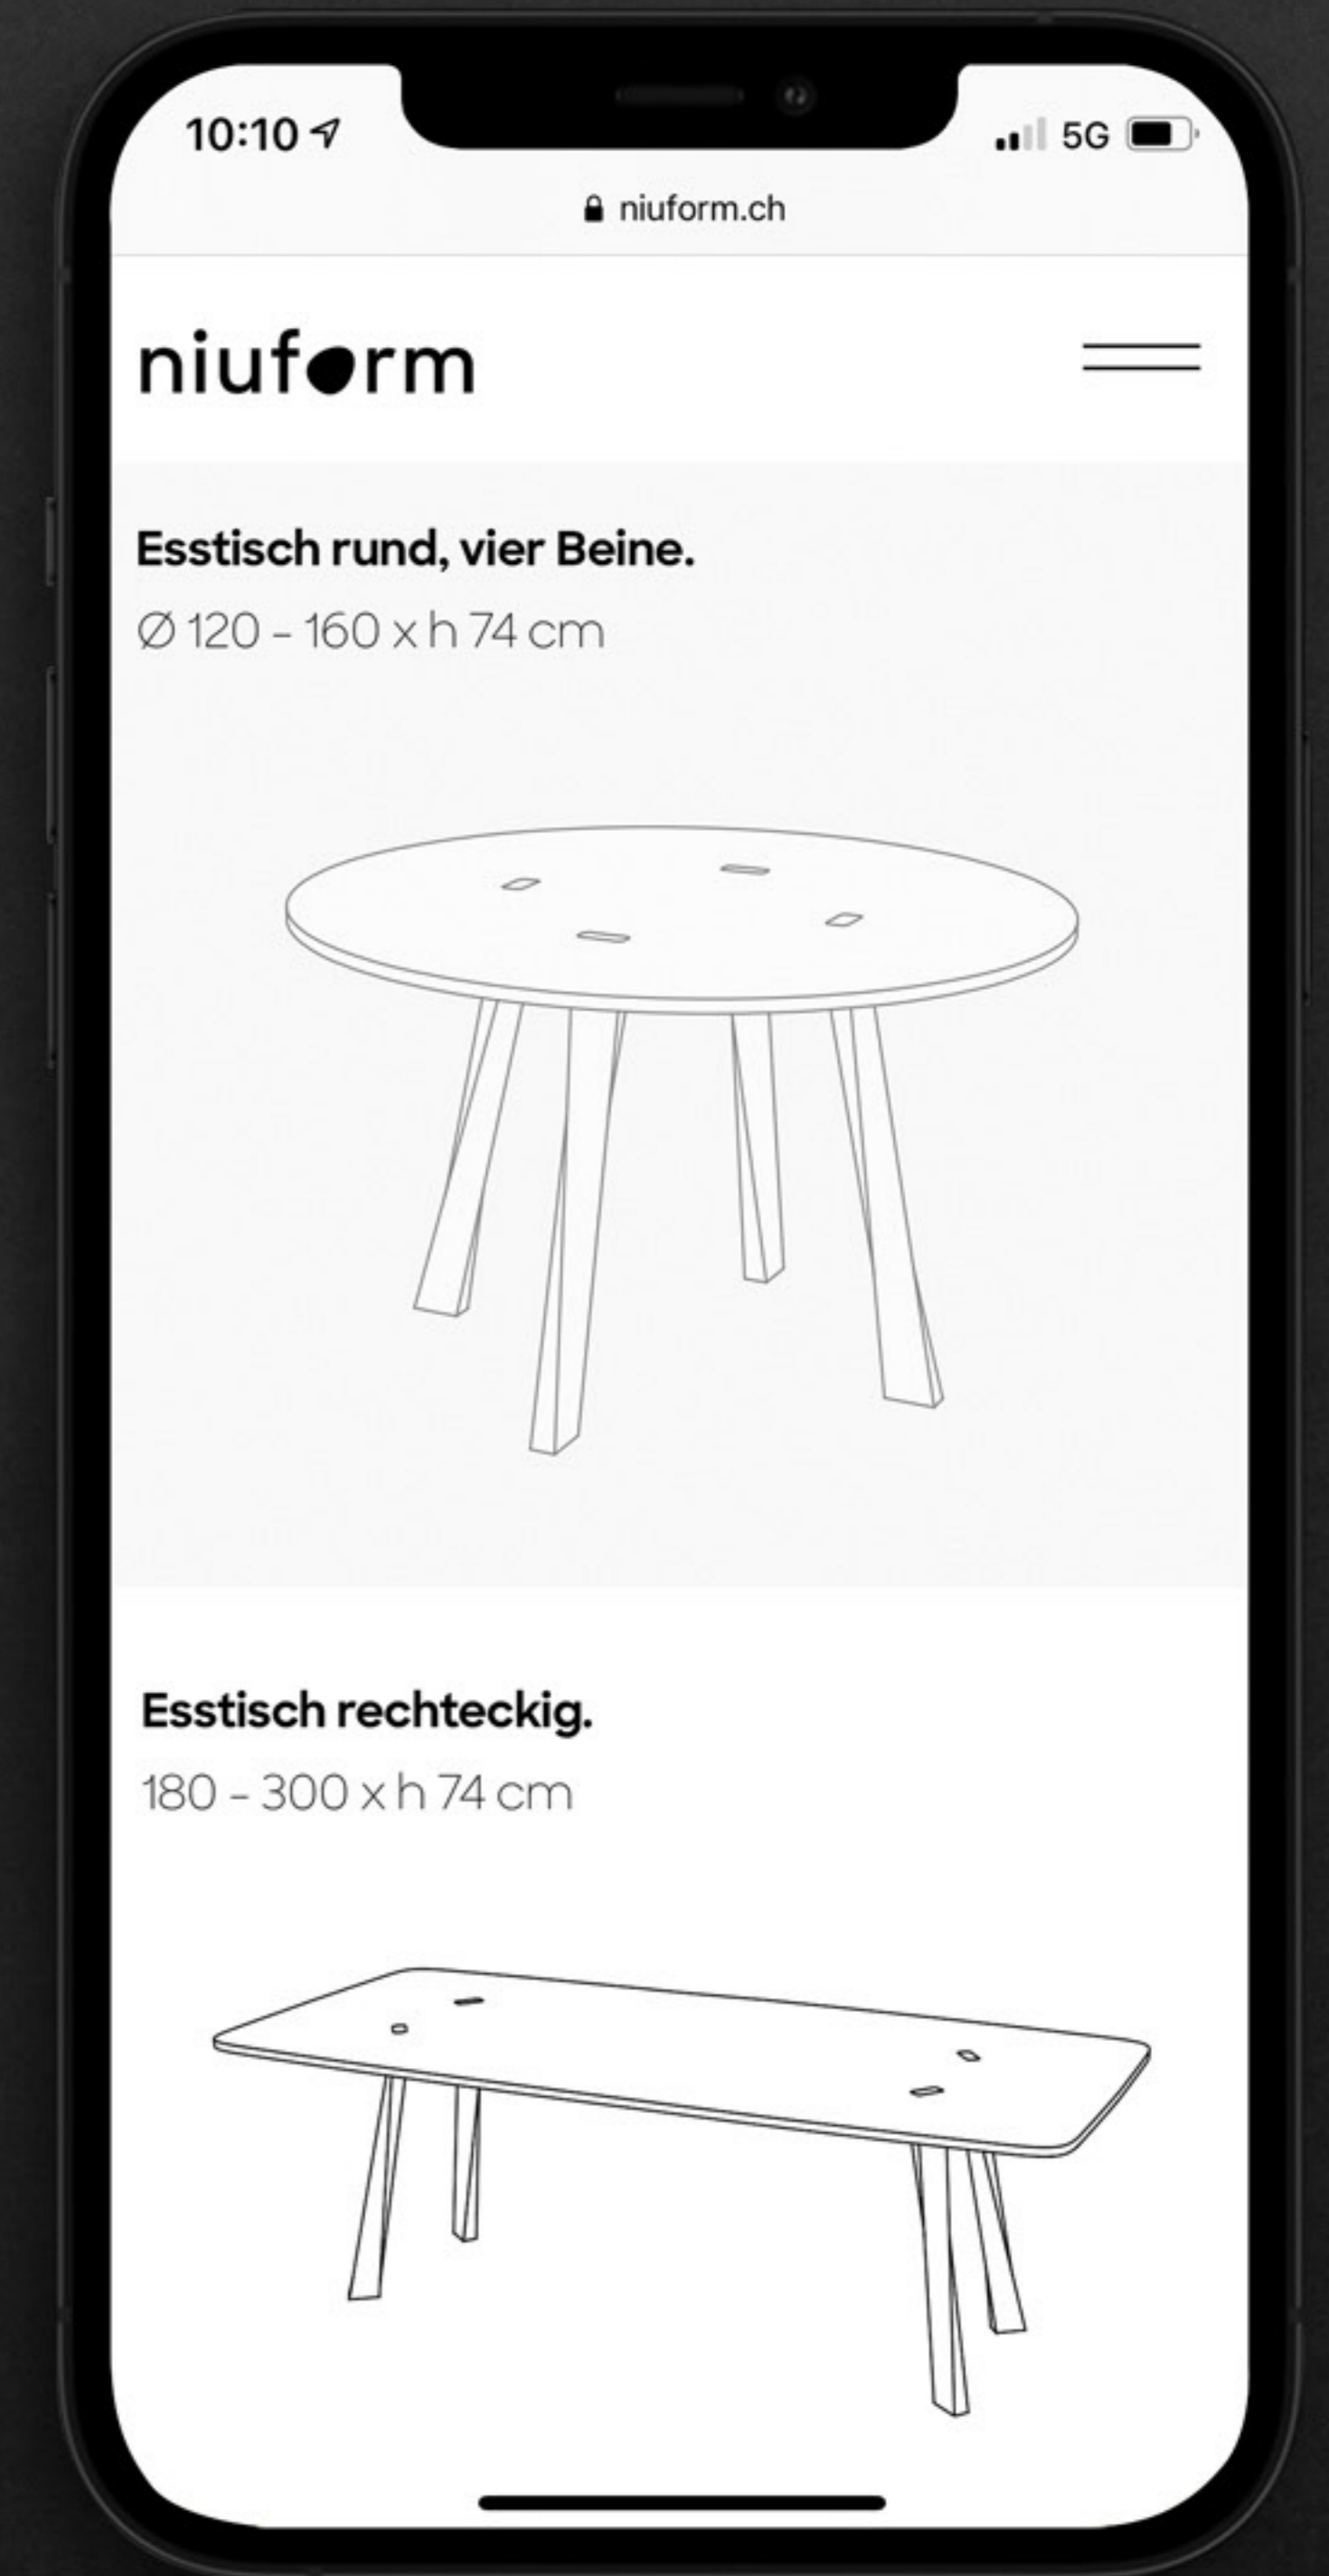 10:10
5G
niuform.ch
niuform
Esstisch rund, vier Beine.
Ø 120 – 160 x h 74 cm
Esstisch rechteckig.
180 – 300 x h 74 cm